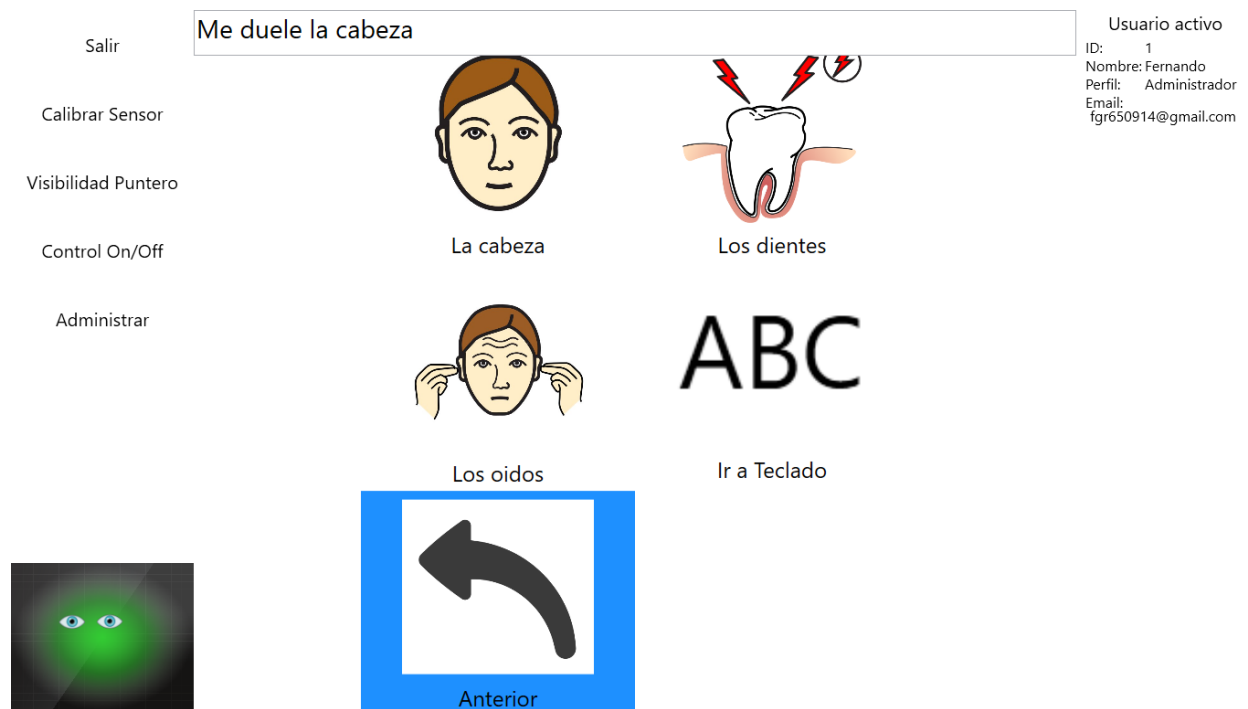 Salir
Calibrar Sensor
Visibilidad Puntero
Control On/Off
Administrar
Me duele la cabeza
La cabeza
Los dientes
Los oidos
ABC
Ir a Teclado
Anterior
Usuario activo
ID: 1
Nombre: Fernando
Perfil: Administrador
Email:
fgr650914@gmail.com